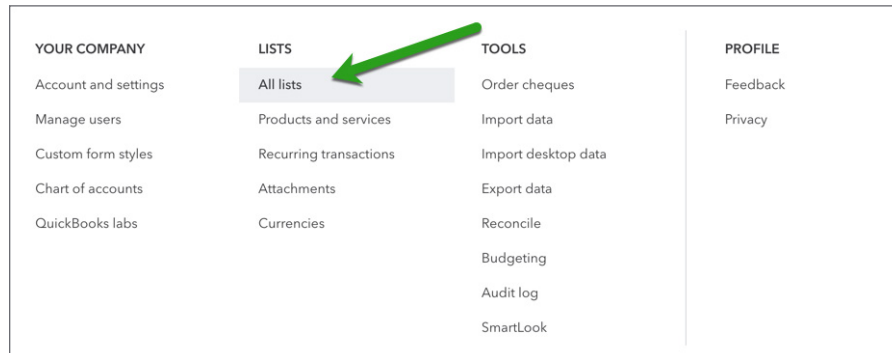 YOUR COMPANY
Account and settings
Manage users
Custom form styles
Chart of accounts
QuickBooks labs
LISTS
All lists
Products and services
Recurring transactions
Attachments
Currencies
TOOLS
Order cheques
Import data
Import desktop data
Export data
Reconcile
Budgeting
Audit log
SmartLook
PROFILE
Feedback
Privacy